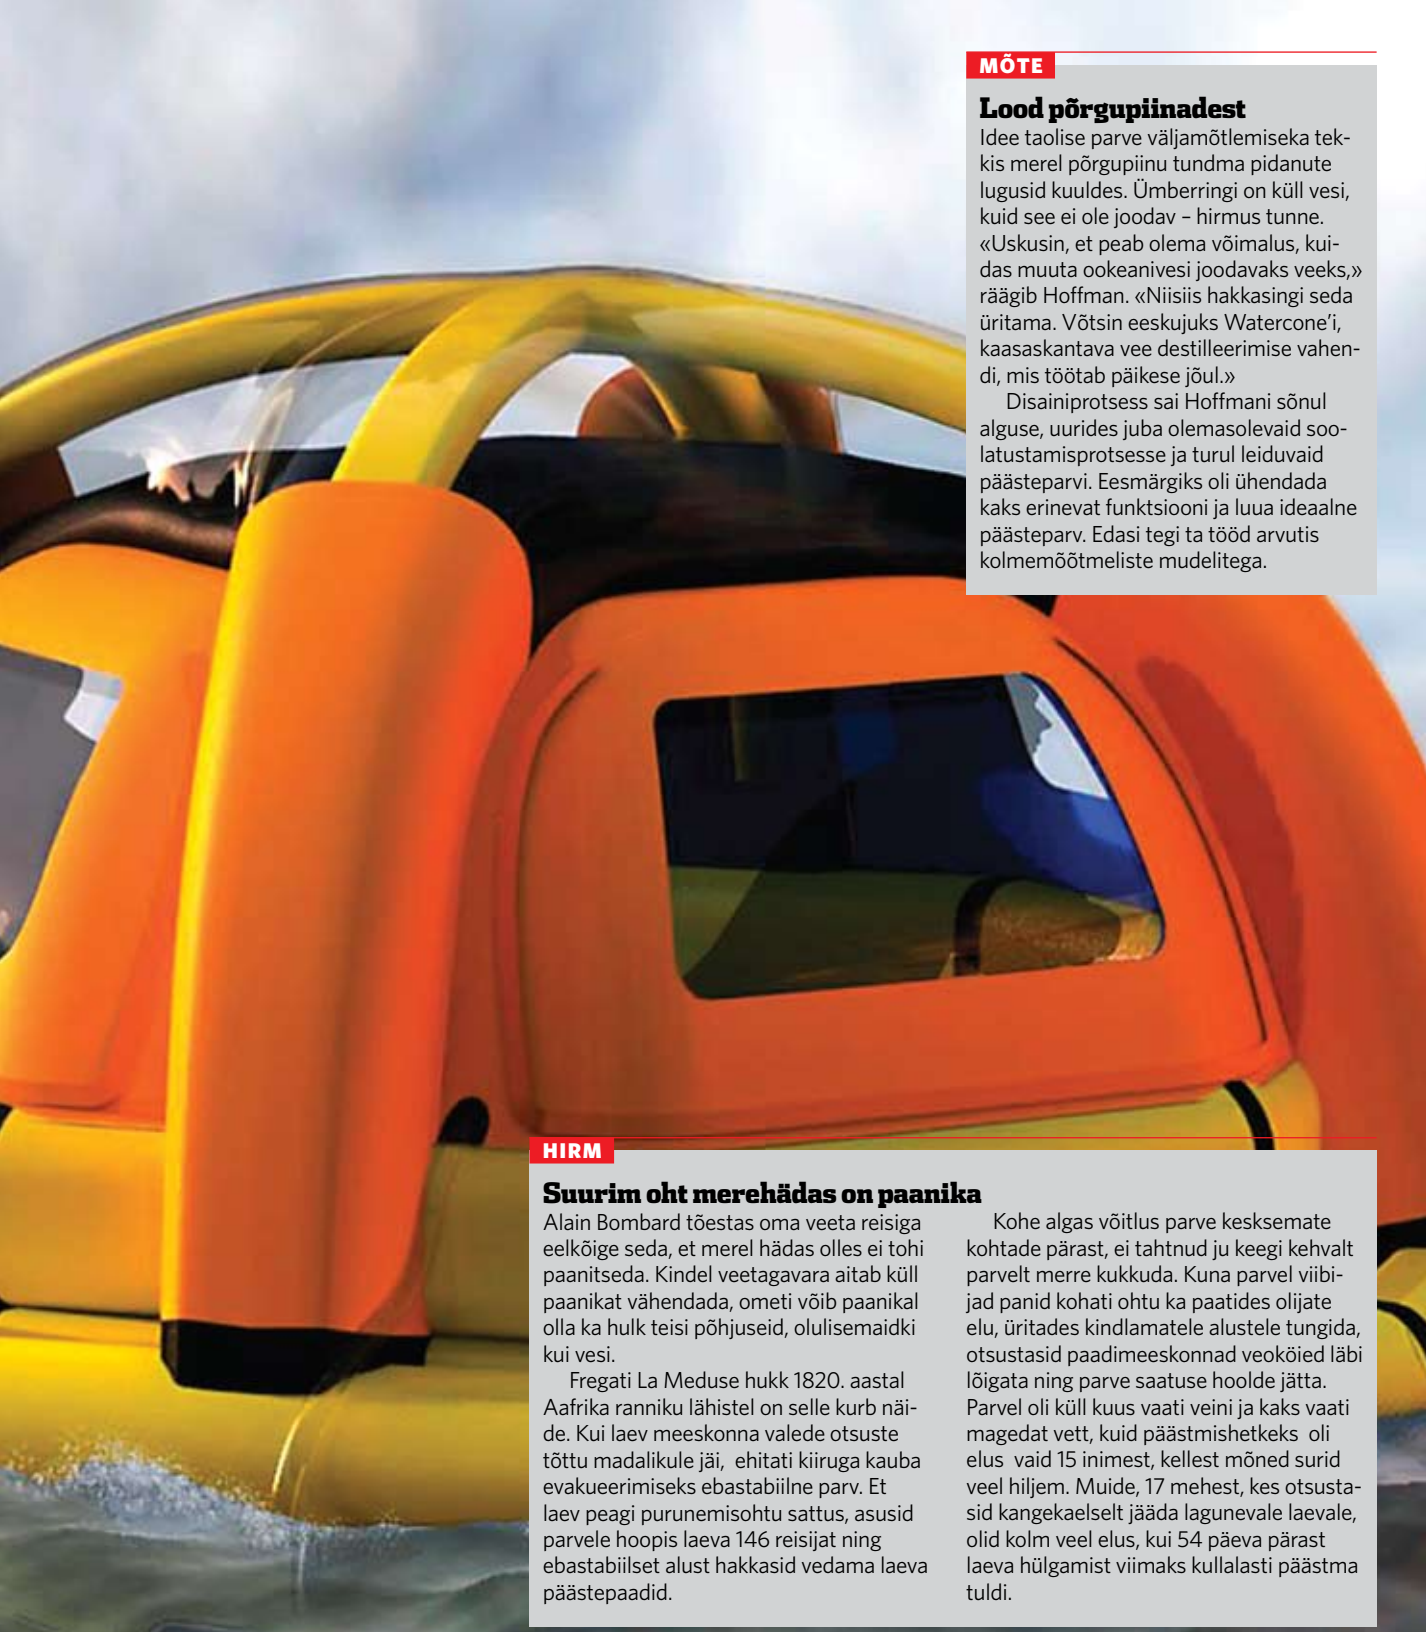 MÕTE
Lood põrgupiinadest
Idee taolise parve väljamõtlemiseka tek-
kis merel põrgupiinu tundma pidanute
lugusid kuuldes. Ümberringi on küll vesi,
kuid see ei ole joodav – hirmus tunne.
«Uskusin, et peab olema võimalus, kui-
das muuta ookeanivesi joodavaks veeks,»
räägib Hoffman. «Niisiis hakkasingi seda
üritama. Võtsin eeskujuks Watercone’i,
kaasaskantava vee destilleerimise vahen-
di, mis töötab päikese jõul.»
Disainiprotsess sai Hoffmani sõnul
alguse, uurides juba olemasolevaid soo-
latustamisprotsesse ja turul leiduvaid
päästeparvi. Eesmärgiks oli ühendada
kaks erinevat funktsiooni ja luua ideaalne
päästeparv. Edasi tegi ta tööd arvutis
kolmemõõtmeliste mudelitega.
HIRM
Suurim oht merehädas on paanika
Alain Bombard tõestas oma veeta reisiga
eelkõige seda, et merel hädas olles ei tohi
paanitseda. Kindel veetagavara aitab küll
paanikat vähendada, ometi võib paanikal
olla ka hulk teisi põhjuseid, olulisemaidki
kui vesi.
Fregati La Meduse hukk 1820. aastal
Aafrika ranniku lähistel on selle kurb näi-
de. Kui laev meeskonna valede otsuste
tõttu madalikule jäi, ehitati kiiruga kauba
evakueerimiseks ebastabiilne parv. Et
laev peagi purunemisohtu sattus, asusid
parvele hoopis laeva 146 reisijat ning
ebastabiilset alust hakkasid vedama laeva
päästepaadid.
Kohe algas võitlus parve kesksemate
kohtade pärast, ei tahtnud ju keegi kehvalt
parvelt merre kukkuda. Kuna parvel viibi-
jad panid kohati ohtu ka paatides olijate
elu, üritades kindlamatele alustele tungida,
otsustasid paadimeeskonnad veoköied läbi
lõigata ning parve saatuse hoolde jätta.
Parvel oli küll kuus vaati veini ja kaks vaati
magedat vett, kuid päästmishetkeks oli
elus vaid 15 inimest, kellest mõned surid
veel hiljem. Muide, 17 mehest, kes otsusta-
sid kangekaelselt jääda lagunevale laevale,
olid kolm veel elus, kui 54 päeva pärast
laeva hülgamist viimaks kullalasti päästma
tuldi.